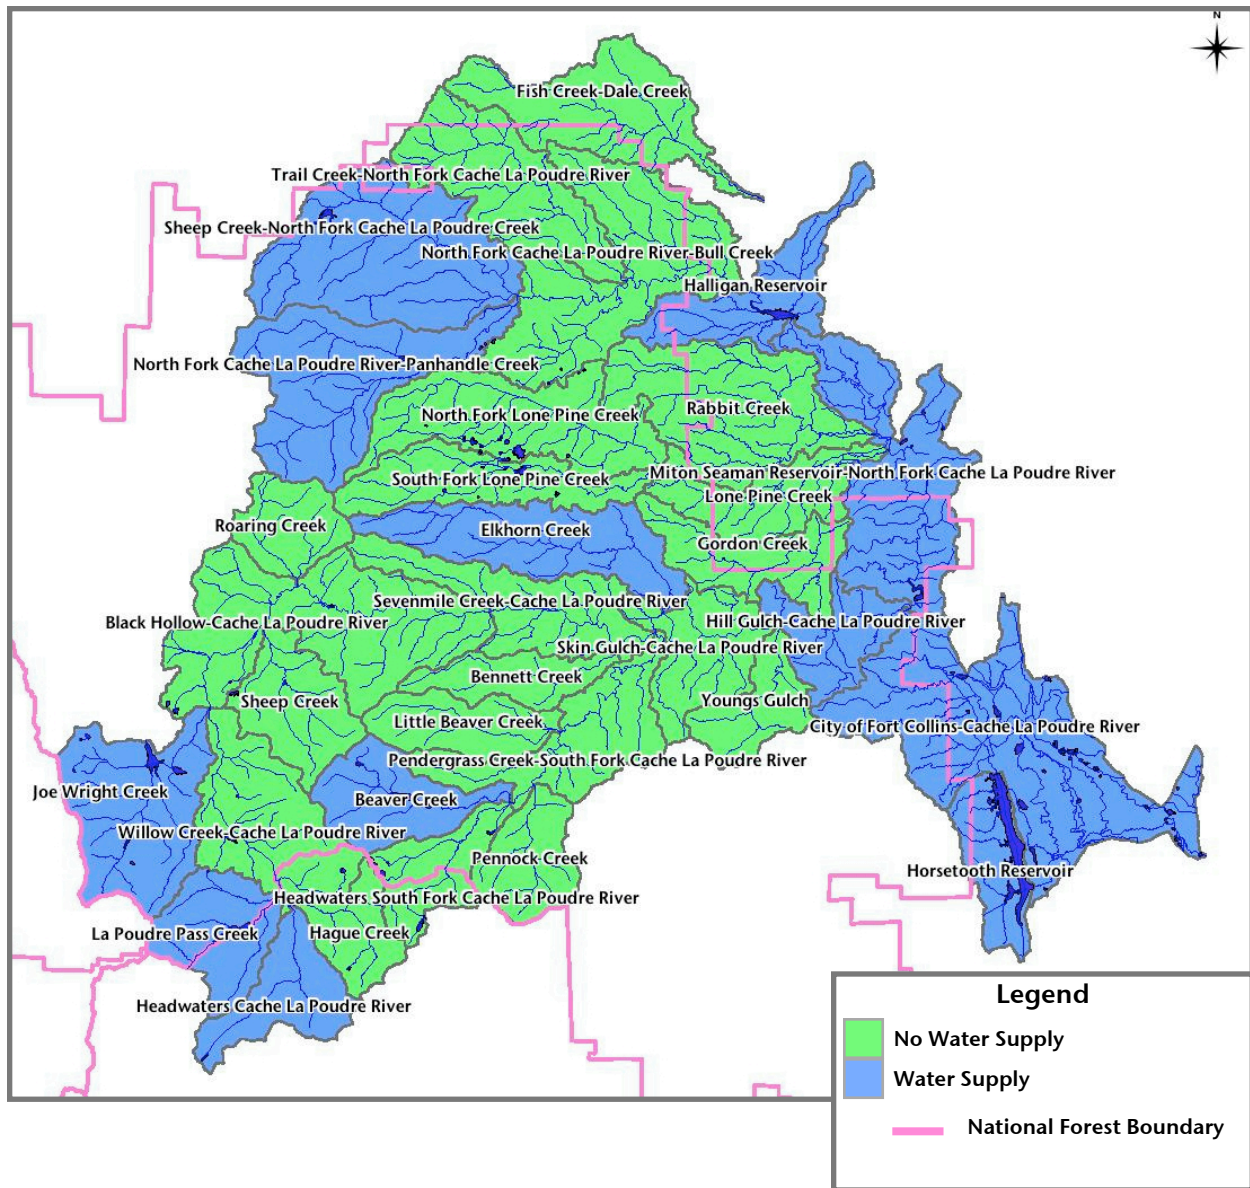 N
Fish Creek-Dale Creek
Trail Creek-North Fork Cache La Poudre River
Sheep Creek-North Fork Cache La Poudre Creek
North Fork Cache La Poudre River-Bull Creek
Halligan Reservoir
North Fork Cache La Poudre River-Panhandle Creek
Rabbit Creek
North Fork Lone Pine Creek
Miton Seaman Reservoir-North Fork Cache La Poudre River
South Fork Lone Pine Creek
Lone Pine Creek
Roaring Creek
Elkhorn Creek
Gordon Creek
Sevenmile Creek-Cache La Poudre River
Black Hollow-Cache La Poudre River
Hill Gulch-Cache La Poudre River
Skin Gulch-Cache La Poudre River
Bennett Creek
Sheep Creek
Youngs Gulch
Little Beaver Creek
City of Fort Collins-Cache La Poudre River
Pendergrass Creek-South Fork Cache La Poudre River
Joe Wright Creek
Beaver Creek
Willow Creek-Cache La Poudre River
Pennock Creek
Horsetooth Reservoir
Headwaters South Fork Cache La Poudre River
La Poudre Pass Creek
Hague Creek
Headwaters Cache La Poudre River
Legend
No Water Supply
Water Supply
National Forest Boundary